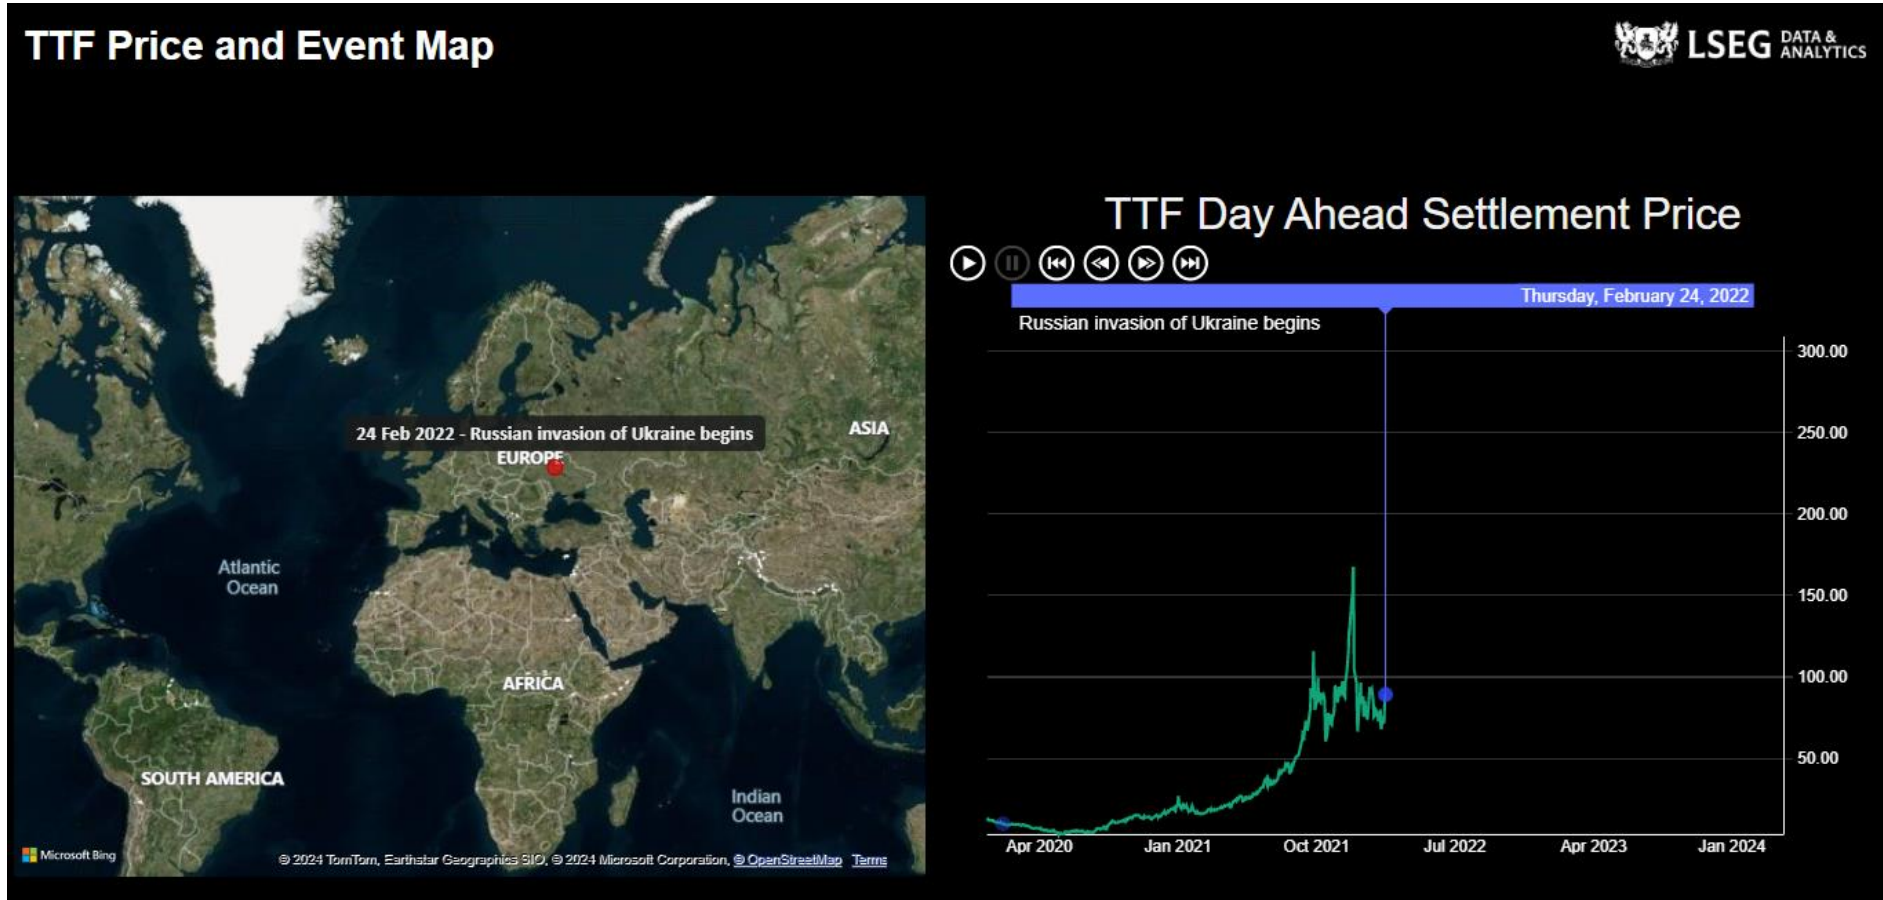 TTF Price and Event Map
LSEG DATA &
ANALYTICS
TTF Day Ahead Settlement Price
Thursday, February 24, 2022
Russian invasion of Ukraine begins
300.00
250.00
200.00
150.00
100.00
50.00
Apr 2020
Jan 2021
Oct 2021
Jul 2022
Apr 2023
Jan 2024
24 Feb 2022 - Russian invasion of Ukraine begins
EUROPE
ASIA
Atlantic
Ocean
AFRICA
SOUTH AMERICA
Indian
Ocean
Microsoft Bing
© 2024 TomTom, Earthstar Geographics SIO, © 2024 Microsoft Corporation, © OpenStreetMap Terms